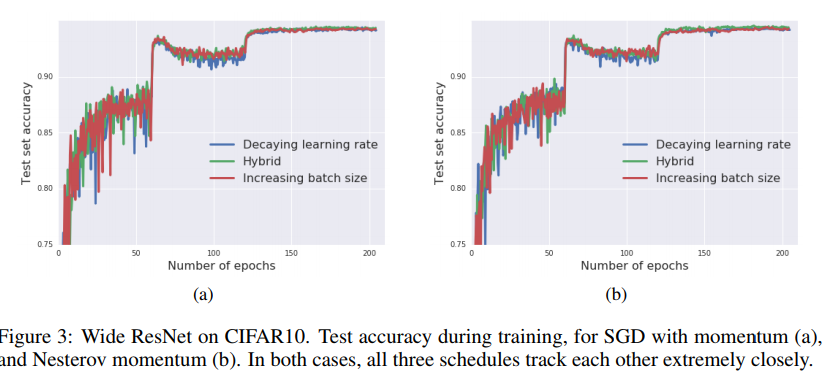 Test set accuracy
0.90
0.85
0.80
0.75
0
50
100
150
200
Number of epochs
Decaying learning rate
Hybrid
Increasing batch size
(a)
Test set accuracy
0.90
0.85
0.80
0.75
0
50
100
150
200
Number of epochs
Decaying learning rate
Hybrid
Increasing batch size
(b)
Figure 3: Wide ResNet on CIFAR10. Test accuracy during training, for SGD with momentum (a),
and Nesterov momentum (b). In both cases, all three schedules track each other extremely closely.